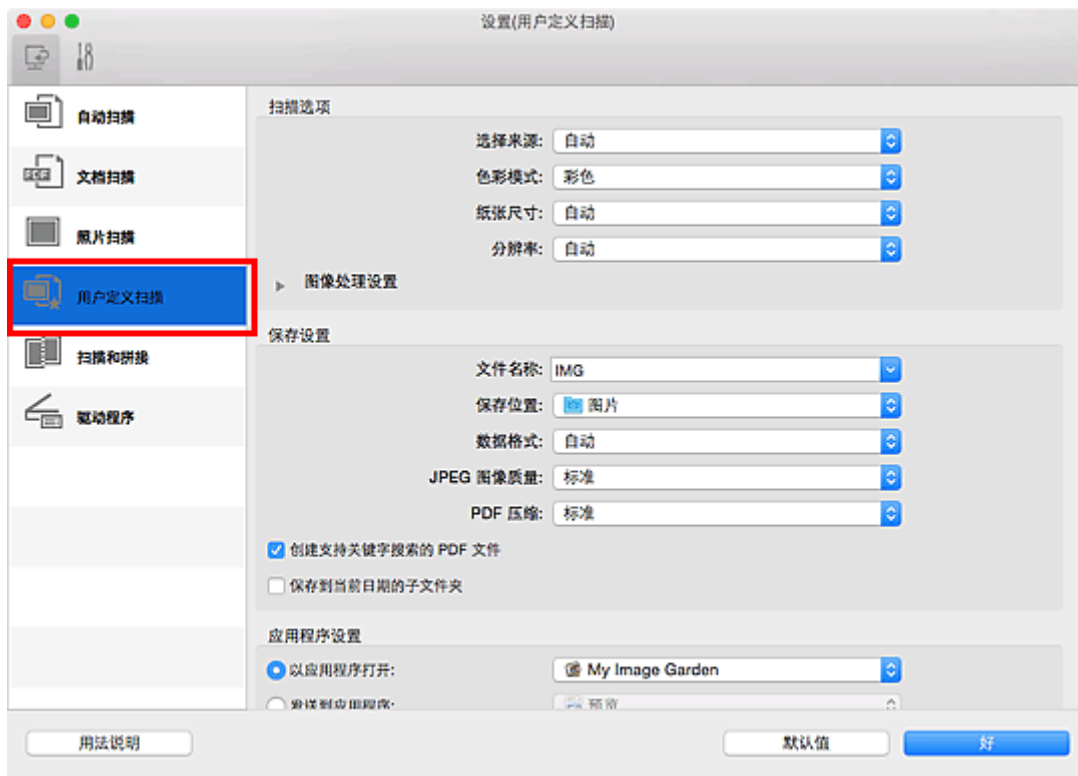 设置(用户定义扫描)
自动扫描
文档扫描
PDF
照片扫描
用户定义扫描
扫描和拼接
驱动程序
扫描选项
选择来源: 自动
色彩模式: 彩色
纸张尺寸: 自动
分辨率: 自动
图像处理设置
保存设置
文件名称: IMG
保存位置: 图片
数据格式: 自动
JPEG 图像质量: 标准
PDF 压缩: 标准
创建支持关键字搜索的 PDF 文件
保存到当前日期的子文件夹
应用程序设置
以应用程序打开: My Image Garden
发送到应用程序: 预览
用法说明
默认值
好